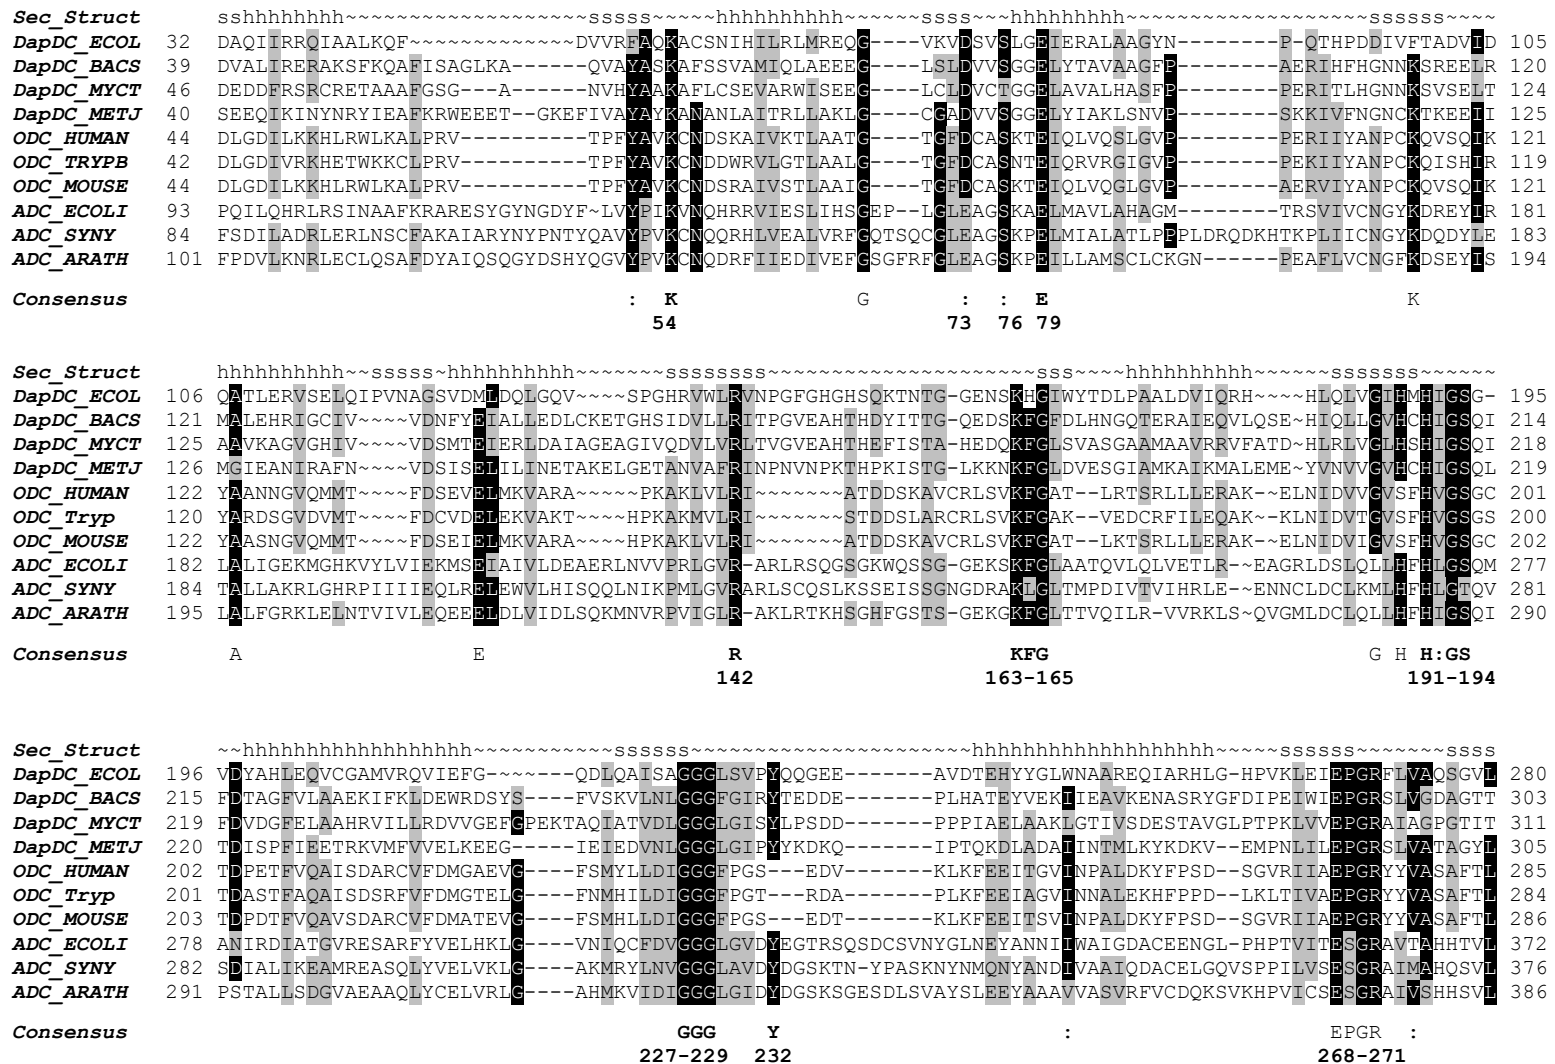 Sec_Struct sshhhhhhhhh~~~~~~~~~~~~~~~~~~~sssss~~~~~hhhhhhhhhh~~~~~~ssss~~~hhhhhhhhh~~~~~~~~~~~~~~~~~~~ssssss~~~~
DapDC_ECOL 32 DAQIIRRQIAALKQF~~~~~~~~~~~~~DVVRFAQKACSNIHILRLMREQG----VKVDSVSLGEIERALAAGYN--------P-QTHPDDIVFTADVID 105
DapDC_BACS 39 DVALIRERAKSFKQAFISAGLKA------QVAYASKAFSSVAMIQLAEEEG----LSLDVVSGGELYTAVAAGFP--------AERIHFHGNNKSREELR 120
DapDC_MYCT 46 DEDDFRSRCRETAAAFGSG---A------NVHYAAKAFLCSEVARWISEEG----LCLDVCTGGELAVALHASFP--------PERITLHGNNKSVSELT 124
DapDC_METJ 40 SEEQIKINYNRYIEAFKRWEEET--GKEFIVAYAYKANANLAITRLLAKLG----CGADVVSGGELYIAKLSNVP--------SKKIVFNGNCKTKEEII 125
ODC_HUMAN 44 DLGDILKKHLRWLKALPRV----------TPFYAVKCNDSKAIVKTLAATG----TGFDCASKTEIQLVQSLGVP--------PERIIYANPCKQVSQIK 121
ODC_TRYPB 42 DLGDIVRKHETWKKCLPRV----------TPFYAVKCNDDWRVLGTLAALG----TGFDCASNTEIQRVRGIGVP--------PEKIIYANPCKQISHIR 119
ODC_MOUSE 44 DLGDILKKHLRWLKALPRV----------TPFYAVKCNDSRAIVSTLAAIG----TGFDCASKTEIQLVQGLGVP--------AERVIYANPCKQVSQIK 121
ADC_ECOLI 93 PQILQHRLRSINAAFKRARESYGYNGDYF~LVYPIKVNQHRRVIESLIHSGEP--LGLEAGSKAELMAVLAHAGM--------TRSVIVCNGYKDREYIR 181
ADC_SYNY 84 FSDILADRLERLNSCFAKAIARYNYPNTYQAVYPVKCNQQRHLVEALVRFGQTSQCGLEAGSKPELMIALATLPPPLDRQDKHTKPLIICNGYKDQDYLE 183
ADC_ARATH 101 FPDVLKNRLECLQSAFDYAIQSQGYDSHYQGVYPVKCNQDRFIIEDIVEFGSGFRFGLEAGSKPEILLAMSCLCKGN------PEAFLVCNGFKDSEYIS 194
Consensus : K G : : E K
54 73 76 79
Sec_Struct hhhhhhhhhh~~sssss~hhhhhhhhhh~~~~~~~ssssssss~~~~~~~~~~~~~~~~~~~~~sss~~~~hhhhhhhhhh~~~~~~sssssss~~~~~~
DapDC_ECOL 106 QATLERVSELQIPVNAGSVDMLDQLGQV~~~~SPGHRVWLRVNPGFGHGHSQKTNTG-GENSKHGIWYTDLPAALDVIQRH~~~HLQLVGIHMHIGSG- 195
DapDC_BACS 121 MALEHRIGCIV~~~~VDNFYEIALLEDLCKETGHSIDVLLRITPGVEAHTHDYITTG-QEDSKFGFDLHNGQTERAIEQVLQSE~HIQLLGVHCHIGSQI 214
DapDC_MYCT 125 AAVKAGVGHIV~~~~VDSMTEIERLDAIAGEAGIVQDVLVRLTVGVEAHTHEFISTA-HEDQKFGLSVASGAAMAAVRRVFATD~HLRLVGLHSHIGSQI 218
DapDC_METJ 126 MGIEANIRAFN~~~~VDSISELILINETAKELGETANVAFRINPNVNPKTHPKISTG-LKKNKFGLDVESGIAMKAIKMALEME~YVNVVGVHCHIGSQL 219
ODC_HUMAN 122 YAANNGVQMMT~~~~FDSEVELMKVARA~~~~~PKAKLVLRI-------ATDDSKAVCRLSVKFGAT--LRTSRLLLERAK~~ELNIDVVGVSFHVGSGC 201
ODC_Tryp 120 YARDSGVDVMT~~~~FDCVDELEKVAKT~~~~HPKAKMVLRI-------STDDSLARCRLSVKFGAK--VEDCRFILEQAK~~KLNIDVTGVSFHVGSGS 200
ODC_MOUSE 122 YAASNGVQMMT~~~~FDSEIELMKVARA~~~~HPKAKLVLRI-------ATDDSKAVCRLSVKFGAT--LKTSRLLLERAK~~ELNIDVIGVSFHVGSGC 202
ADC_ECOLI 182 LALIGEKMGHKVYLVIEKMSEIAIVLDEAERLNVVPRLGVR-ARLRSQGSGKWQSSG-GEKSKFGLAATQVLQLVETLR~~EAGRLDSLQLLHFHLGSQM 277
ADC_SYNY 184 TALLAKRLGHRPIIIIEQLRELEWVLHISQQLNIKPMLGVRARLSCQSLKSSEISSGNGDRAKLGLTMPDIVTVIHRLE~~ENNCLDCLKMLHFHLGTQV 281
ADC_ARATH 195 LALFGRKLELNTVIVLEQEEELDLVIDLSQKMNVRPVIGLR-AKLRTKHSGHFGSTS-GEKGKFGLTTVQILR-VVRKLS~QVGMLDCLQLLHFHIGSQI 290
Consensus A E R KFG G H H:GS
142 163-165 191-194
Sec_Struct ~~hhhhhhhhhhhhhhhhhh~~~~~~~~~~~ssssss~~~~~~~~~~~~~~~~~~~~~~hhhhhhhhhhhhhhhhhhh~~~~~ssssss~~~~~~~ssss
DapDC_ECOL 196 VDYAHLEQVCGAMVRQVIEFG~~~-~~~QDLQAISAGGGLSVPYQQGEE-------AVDTEHYYGLWNAAREQIARHLG-HPVKLEIEPGRFLVAQSGVL 280
DapDC_BACS 215 FDTAGFVLAAEKIFKLDEWRDSYS----FVSKVLNLGGGFGIRYTEDDE-------PLHATEYVEKIIEAVKENASRYGFDIPEIWIEPGRSLVGDAGTT 303
DapDC_MYCT 219 FDVDGFELAAHRVILLRDVVGEFGPEKTAQIATVDLGGGLGISYLPSDD-------PPPIAELAAKLGTIVSDESTAVGLPTPKLVVEPGRAIAGPGTIT 311
DapDC_METJ 220 TDISPFIEETRKVMFVVELKEEG-----IEIEDVNLGGGLGIPYYKDKQ-------IPTQKDLADAIINTMLKYKDKV--EMPNLILEPGRSLVATAGYL 305
ODC_HUMAN 202 TDPETFVQAISDARCVFDMGAEVG----FSMYLLDIGGGFPGS---EDV-------KLKFEEITGVINPALDKYFPSD--SGVRIIAEPGRYYVASAFTL 285
ODC_Tryp 201 TDASTFAQAISDSRFVFDMGTELG----FNMHILDIGGGFPGT---RDA-------PLKFEEIAGVINNALEKHFPPD--LKLTIVAEPGRYYVASAFTL 284
ODC_MOUSE 203 TDPDTFVQAVSDARCVFDMATEVG----FSMHLLDIGGGFPGS---EDT-------KLKFEEITSVINPALDKYFPSD--SGVRIIAEPGRYYVASAFTL 286
ADC_ECOLI 278 ANIRDIATGVRESARFYVELHKLG----VNIQCFDVGGGLGVDYEGTRSQSDCSVNYGLNEYANNIIWAIGDACEENGL-PHPTVITESGRAVTAHHTVL 372
ADC_SYNY 282 SDIALIKEAMREASQLYVELVKLG----AKMRYLNVGGGLAVDYDGSKTN-YPASKNYNMQNYANDIVAAIQDACELGQVSPPILVSESGRAIMAHQSVL 376
ADC_ARATH 291 PSTALLSDGVAEAAQLYCELVRLG----AHMKVIDIGGGLGIDYDGSKSGESDLSVAYSLEEYAAAVVASVRFVCDQKSVKHPVICSESGRAIVSHHSVL 386
Consensus GGG Y : EPGR :
227-229 232 268-271